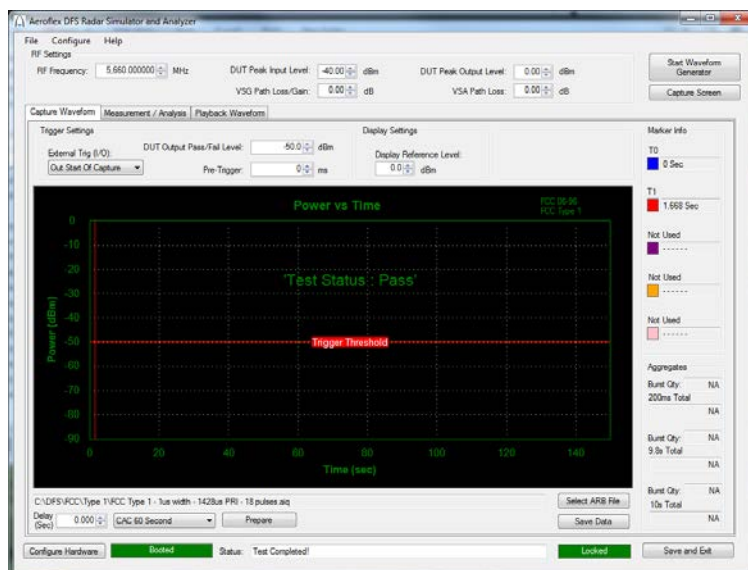 Aeroflex DFS Radar Simulator and Analyzer
File Configure Help
RF Settings
RF Frequency: 5,660.000000 MHz
DUT Peak Input Level: -40.00 dBm
DUT Peak Output Level: 0.00 dBm
VSG Path Loss/Gain: 0.00 dB
VSA Path Loss: 0.00 dB
Start Waveform Generator
Capture Screen
Capture Waveform Measurement / Analysis Playback Waveform
Trigger Settings
External Trig (I/O):
Out Start Of Capture
DUT Output Pass/Fail Level: -50.0 dBm
Pre-Trigger: 0 ms
Display Settings
Display Reference Level:
0.0 dBm
Marker Info
T0
0 Sec
T1
1.668 Sec
Not Used
------
Not Used
------
Not Used
------
Aggregates
Burst Qty: NA
200ms Total
NA
Burst Qty: NA
9.8s Total
NA
Burst Qty: NA
10s Total
NA
Power vs Time
FCC 06-96
FCC Type 1
'Test Status : Pass'
Trigger Threshold
Power [dBm]
0
-10
-20
-30
-40
-50
-60
-70
-80
-90
0 20 40 60 80 100 120 140
Time (sec)
C:\DFS\FCC\Type 1\FCC Type 1 - 1us width - 1428us PRI - 18 pulses.aiq
Select ARB File
Delay (Sec) 0.000 CAC 60 Second Prepare
Save Data
Configure Hardware Booted Status: Test Completed! Locked Save and Exit